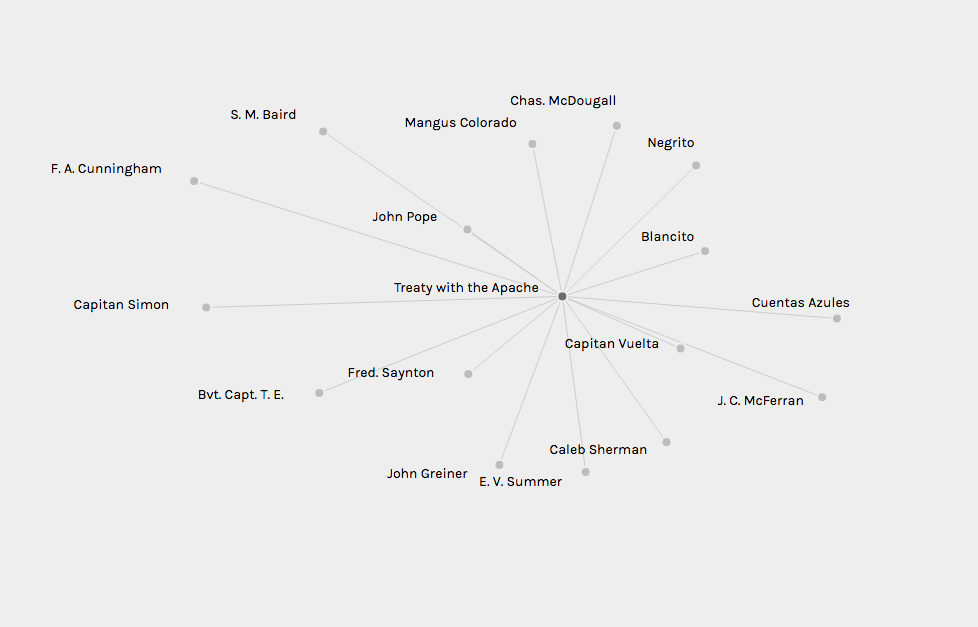 Chas. McDougall
S. M. Baird
Mangus Colorado
Negrito
F. A. Cunningham
John Pope
Blancito
Treaty with the Apache
Capitan Simon
Cuentas Azules
Capitan Vuelta
Fred. Saynton
Bvt. Capt. T. E.
J. C. McFerran
Caleb Sherman
John Greiner
E. V. Summer